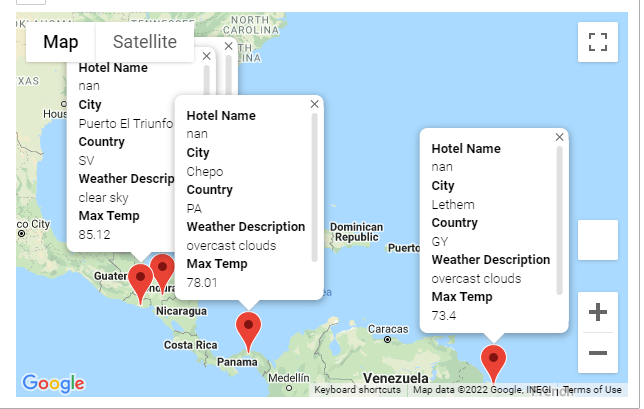 OKLAHOMA
NORTH
CAROLINA
Map
Satellite
SOUTH
CAROLINA
Hotel Name
nan
City
Puerto El Triunfo
Country
SV
Weather Descrip
clear sky
Max Temp
85.12
Hotel Name
nan
City
Chepo
Country
PA
Weather Description
overcast clouds
Max Temp
78.01
Hotel Name
nan
City
Lethem
Country
GY
Weather Description
overcast clouds
Max Temp
73.4
Dominican
Republic
Puerto
Nicaragua
Costa Rica
Panama
Caracas
Medellín
Venezuela
Google
Keyboard shortcuts
Map data ©2022 Google, INEGI
Terms of Use